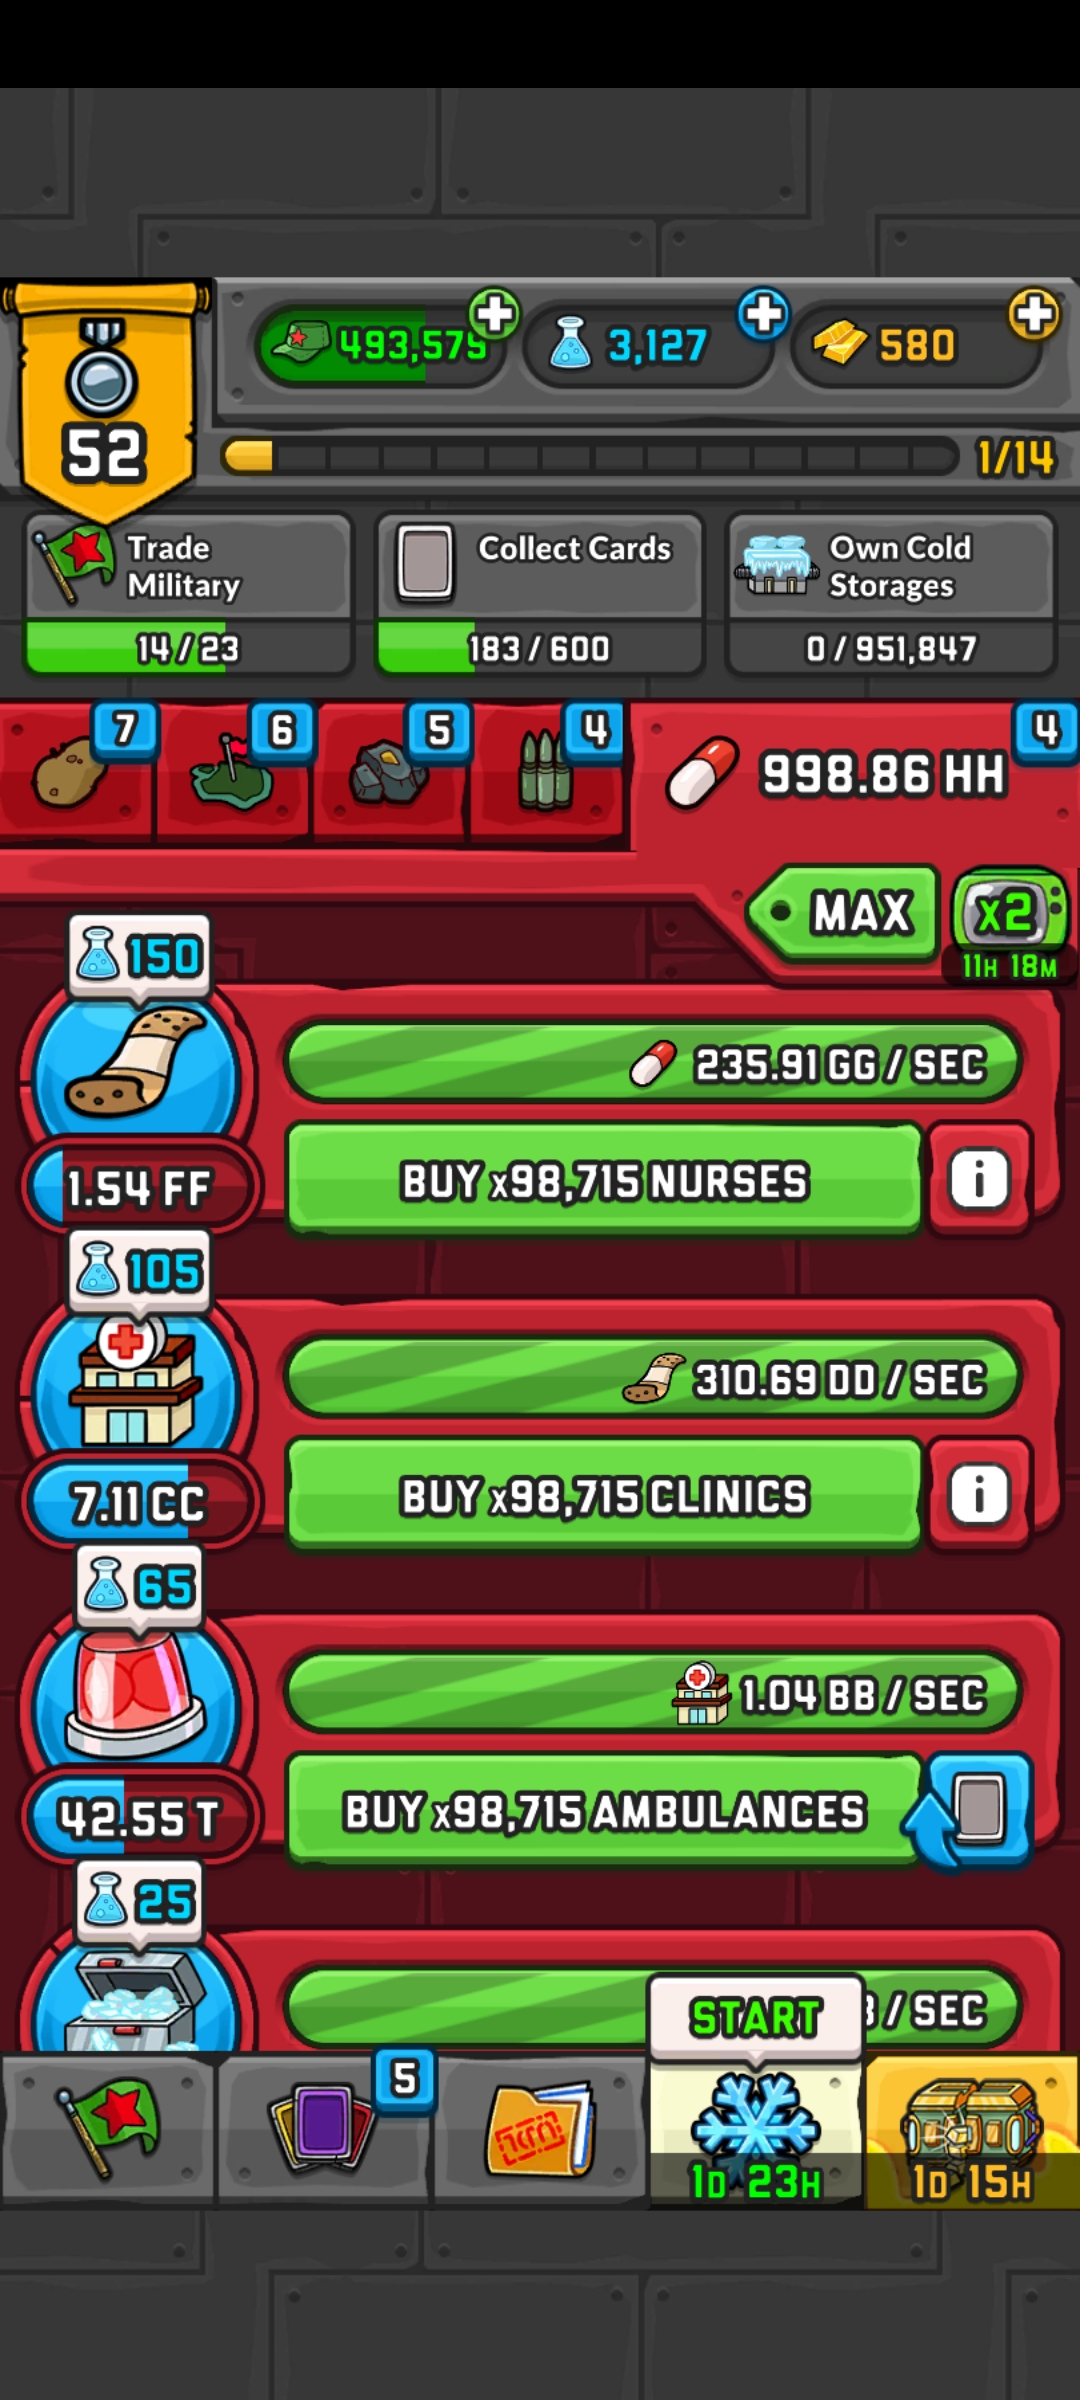 493,579
3,127
580
52
1/14
Trade Military
14/23
Collect Cards
183/600
Own Cold Storages
0/951,847
7
6
5
4
998.86 HH
4
MAX
x2
11H 18M
150
235.91 GG / SEC
1.54 FF
BUY x98,715 NURSES
105
310.69 DD / SEC
7.11 CC
BUY x98,715 CLINICS
65
1.04 BB / SEC
42.55 T
BUY x98,715 AMBULANCES
25
/ SEC
START
5
1D 23H
1D 15H